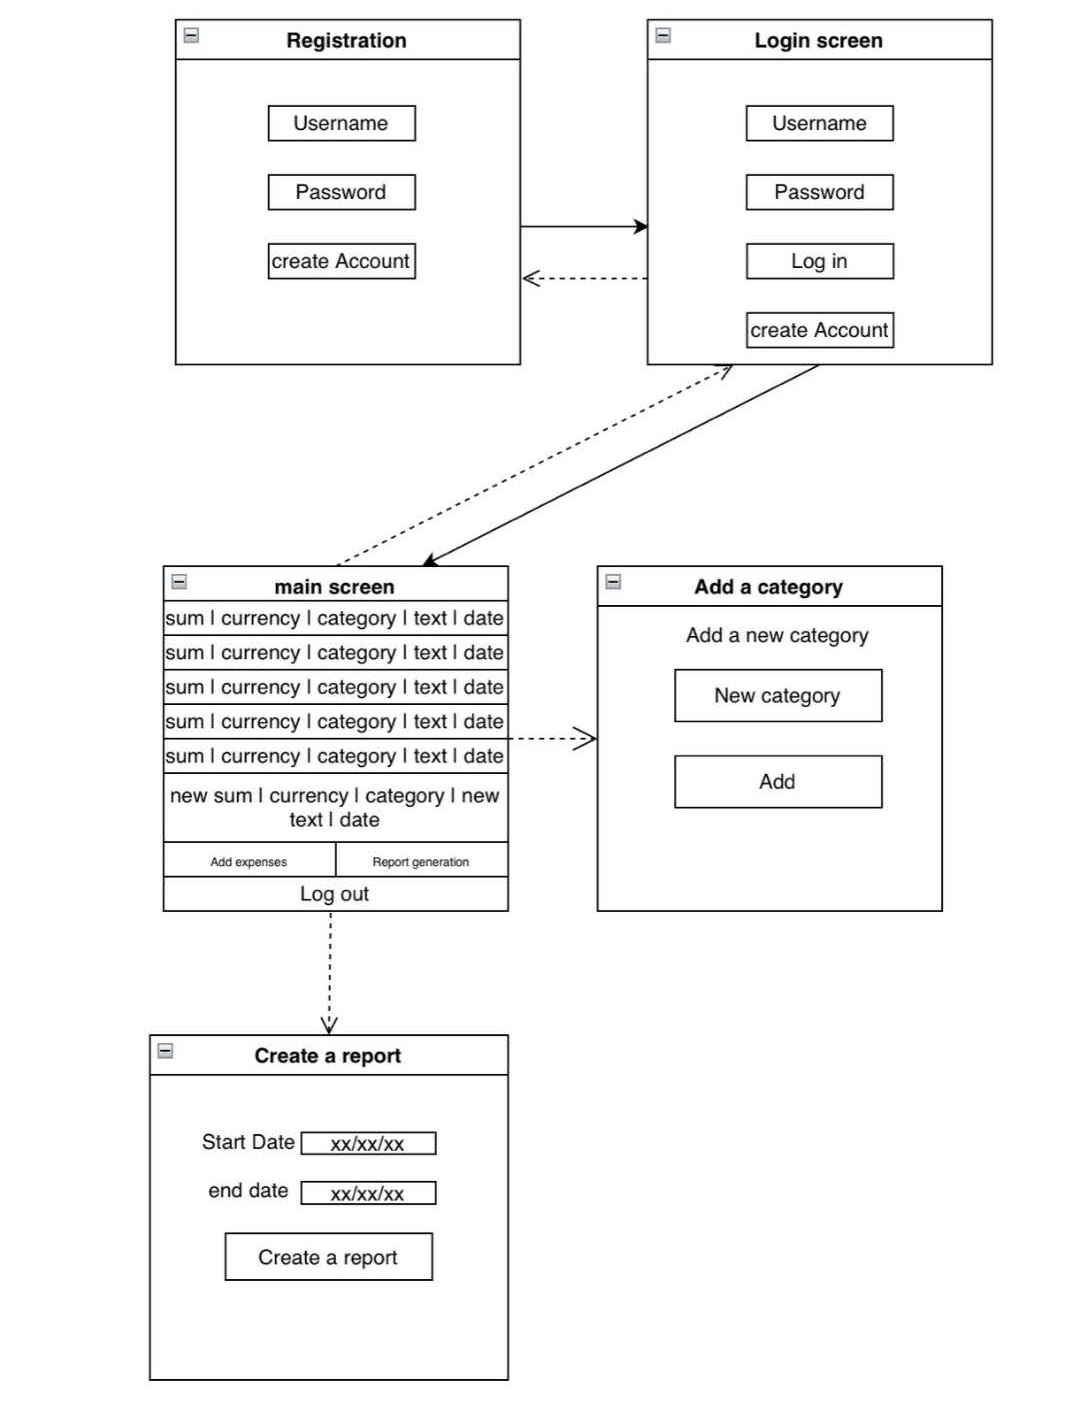 Registration
Username
Password
create Account
Login screen
Username
Password
Log in
create Account
main screen
sum | currency | category | text | date
sum | currency | category | text | date
sum | currency | category | text | date
sum | currency | category | text | date
sum | currency | category | text | date
new sum | currency | category | new
text | date
Add expenses
Report generation
Log out
Add a category
Add a new category
New category
Add
Create a report
Start Date xx/xx/xx
end date xx/xx/xx
Create a report